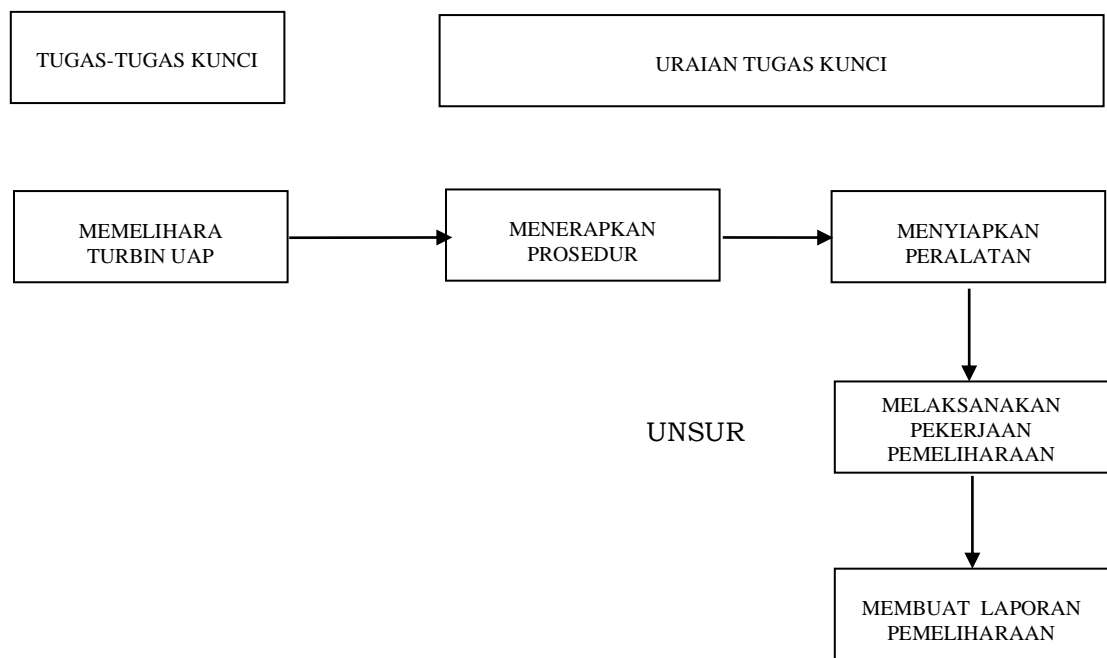 TUGAS-TUGAS KUNCI
URAIAN TUGAS KUNCI
MEMELIHARA
TURBIN UAP
MENERAPKAN
PROSEDUR
MENYIAPKAN
PERALATAN
UNSUR
MELAKSANAKAN
PEKERJAAN
PEMELIHARAAN
MEMBUAT LAPORAN
PEMELIHARAAN